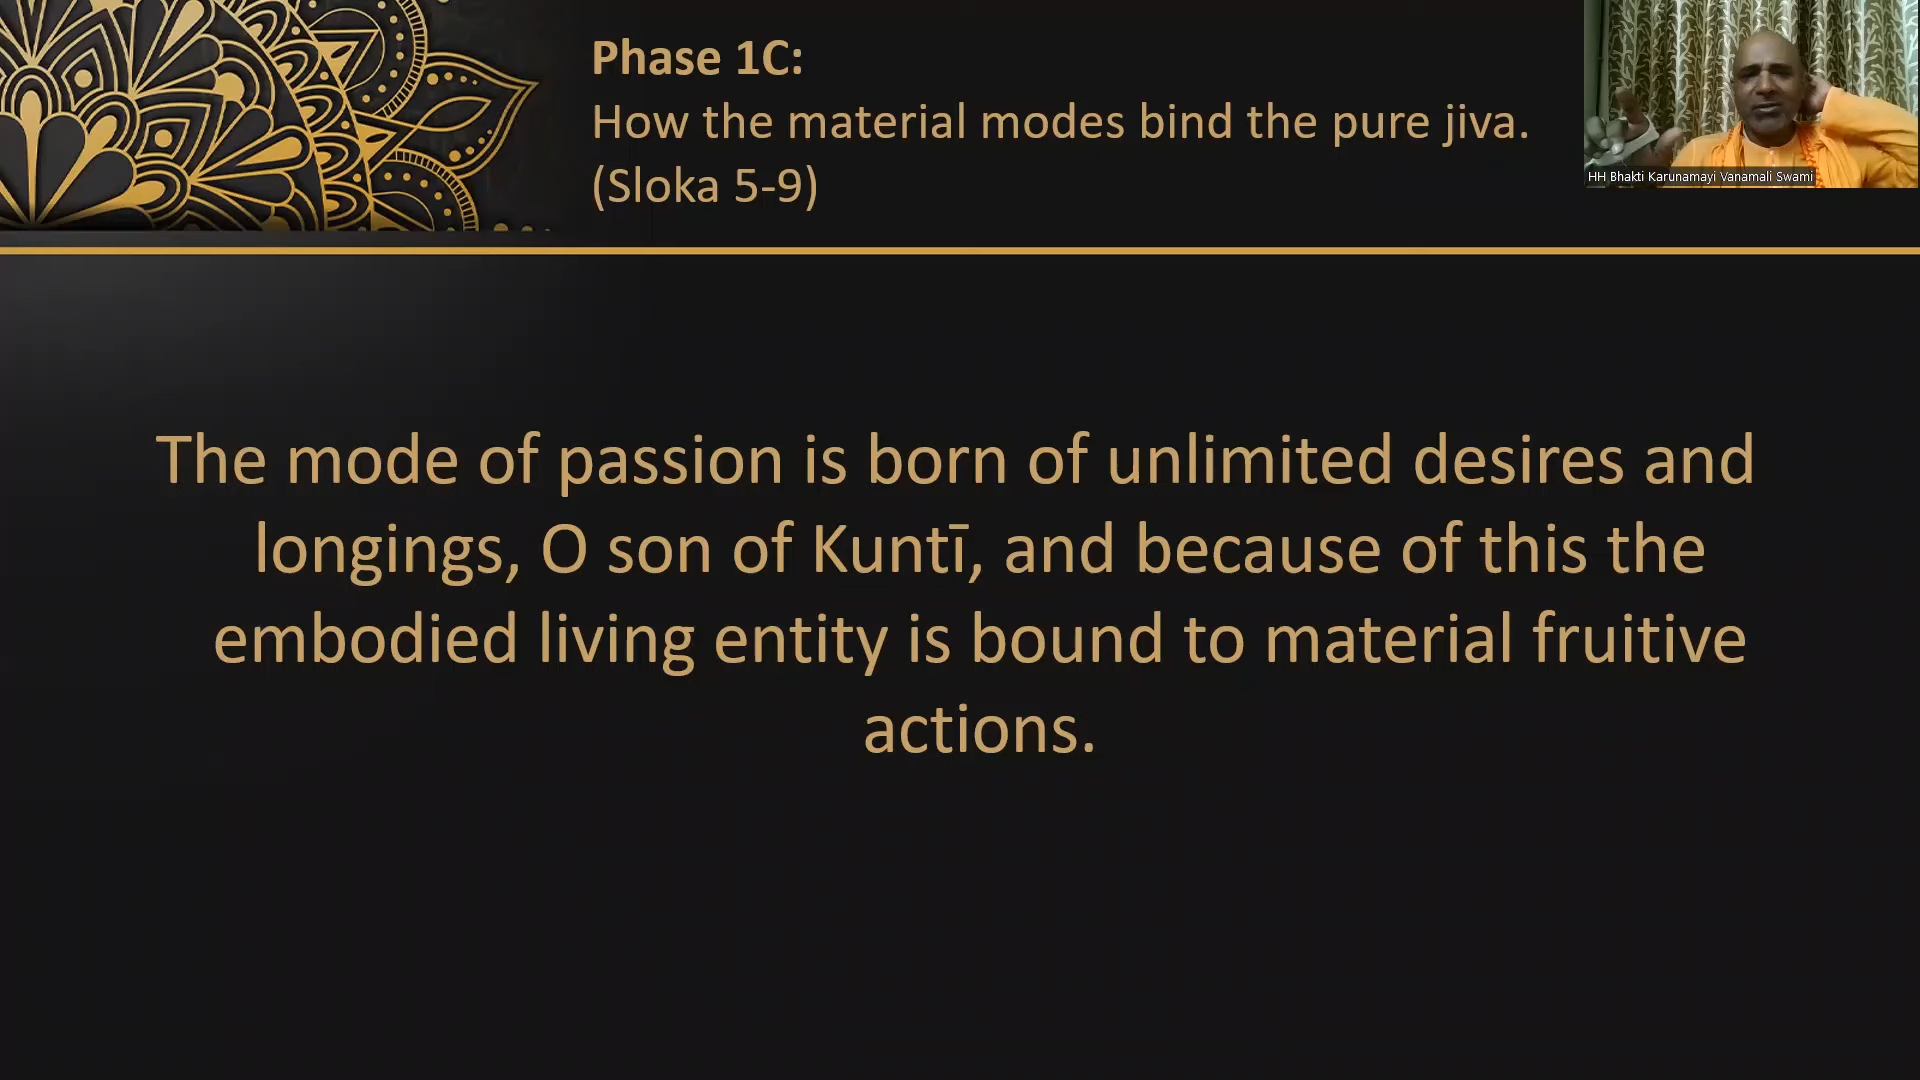 Phase 1C:
How the material modes bind the pure jiva.
(Sloka 5-9)
HH Bhakti Karunamayi Vanamali Swami
The mode of passion is born of unlimited desires and
longings, O son of Kuntī, and because of this the
embodied living entity is bound to material fruitive
actions.